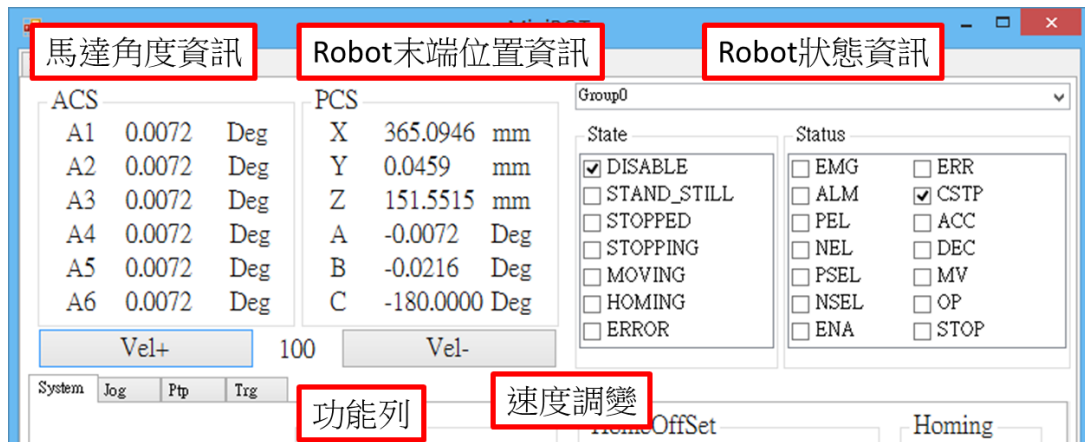 馬達角度資訊
Robot末端位置資訊
Robot狀態資訊
Group0
ACS
A1 0.0072 Deg
A2 0.0072 Deg
A3 0.0072 Deg
A4 0.0072 Deg
A5 0.0072 Deg
A6 0.0072 Deg
PCS
X 365.0946 mm
Y 0.0459 mm
Z 151.5515 mm
A -0.0072 Deg
B -0.0216 Deg
C -180.0000 Deg
State
DISABLE
STAND_STILL
STOPPED
STOPPING
MOVING
HOMING
ERROR
Status
EMG ERR
ALM CSTP
PEL ACC
NEL DEC
PSEL MV
NSEL OP
ENA STOP
Vel+ 100 Vel-
System Jog Ptp Trg
功能列
速度調變
HomeOffSet
Homing